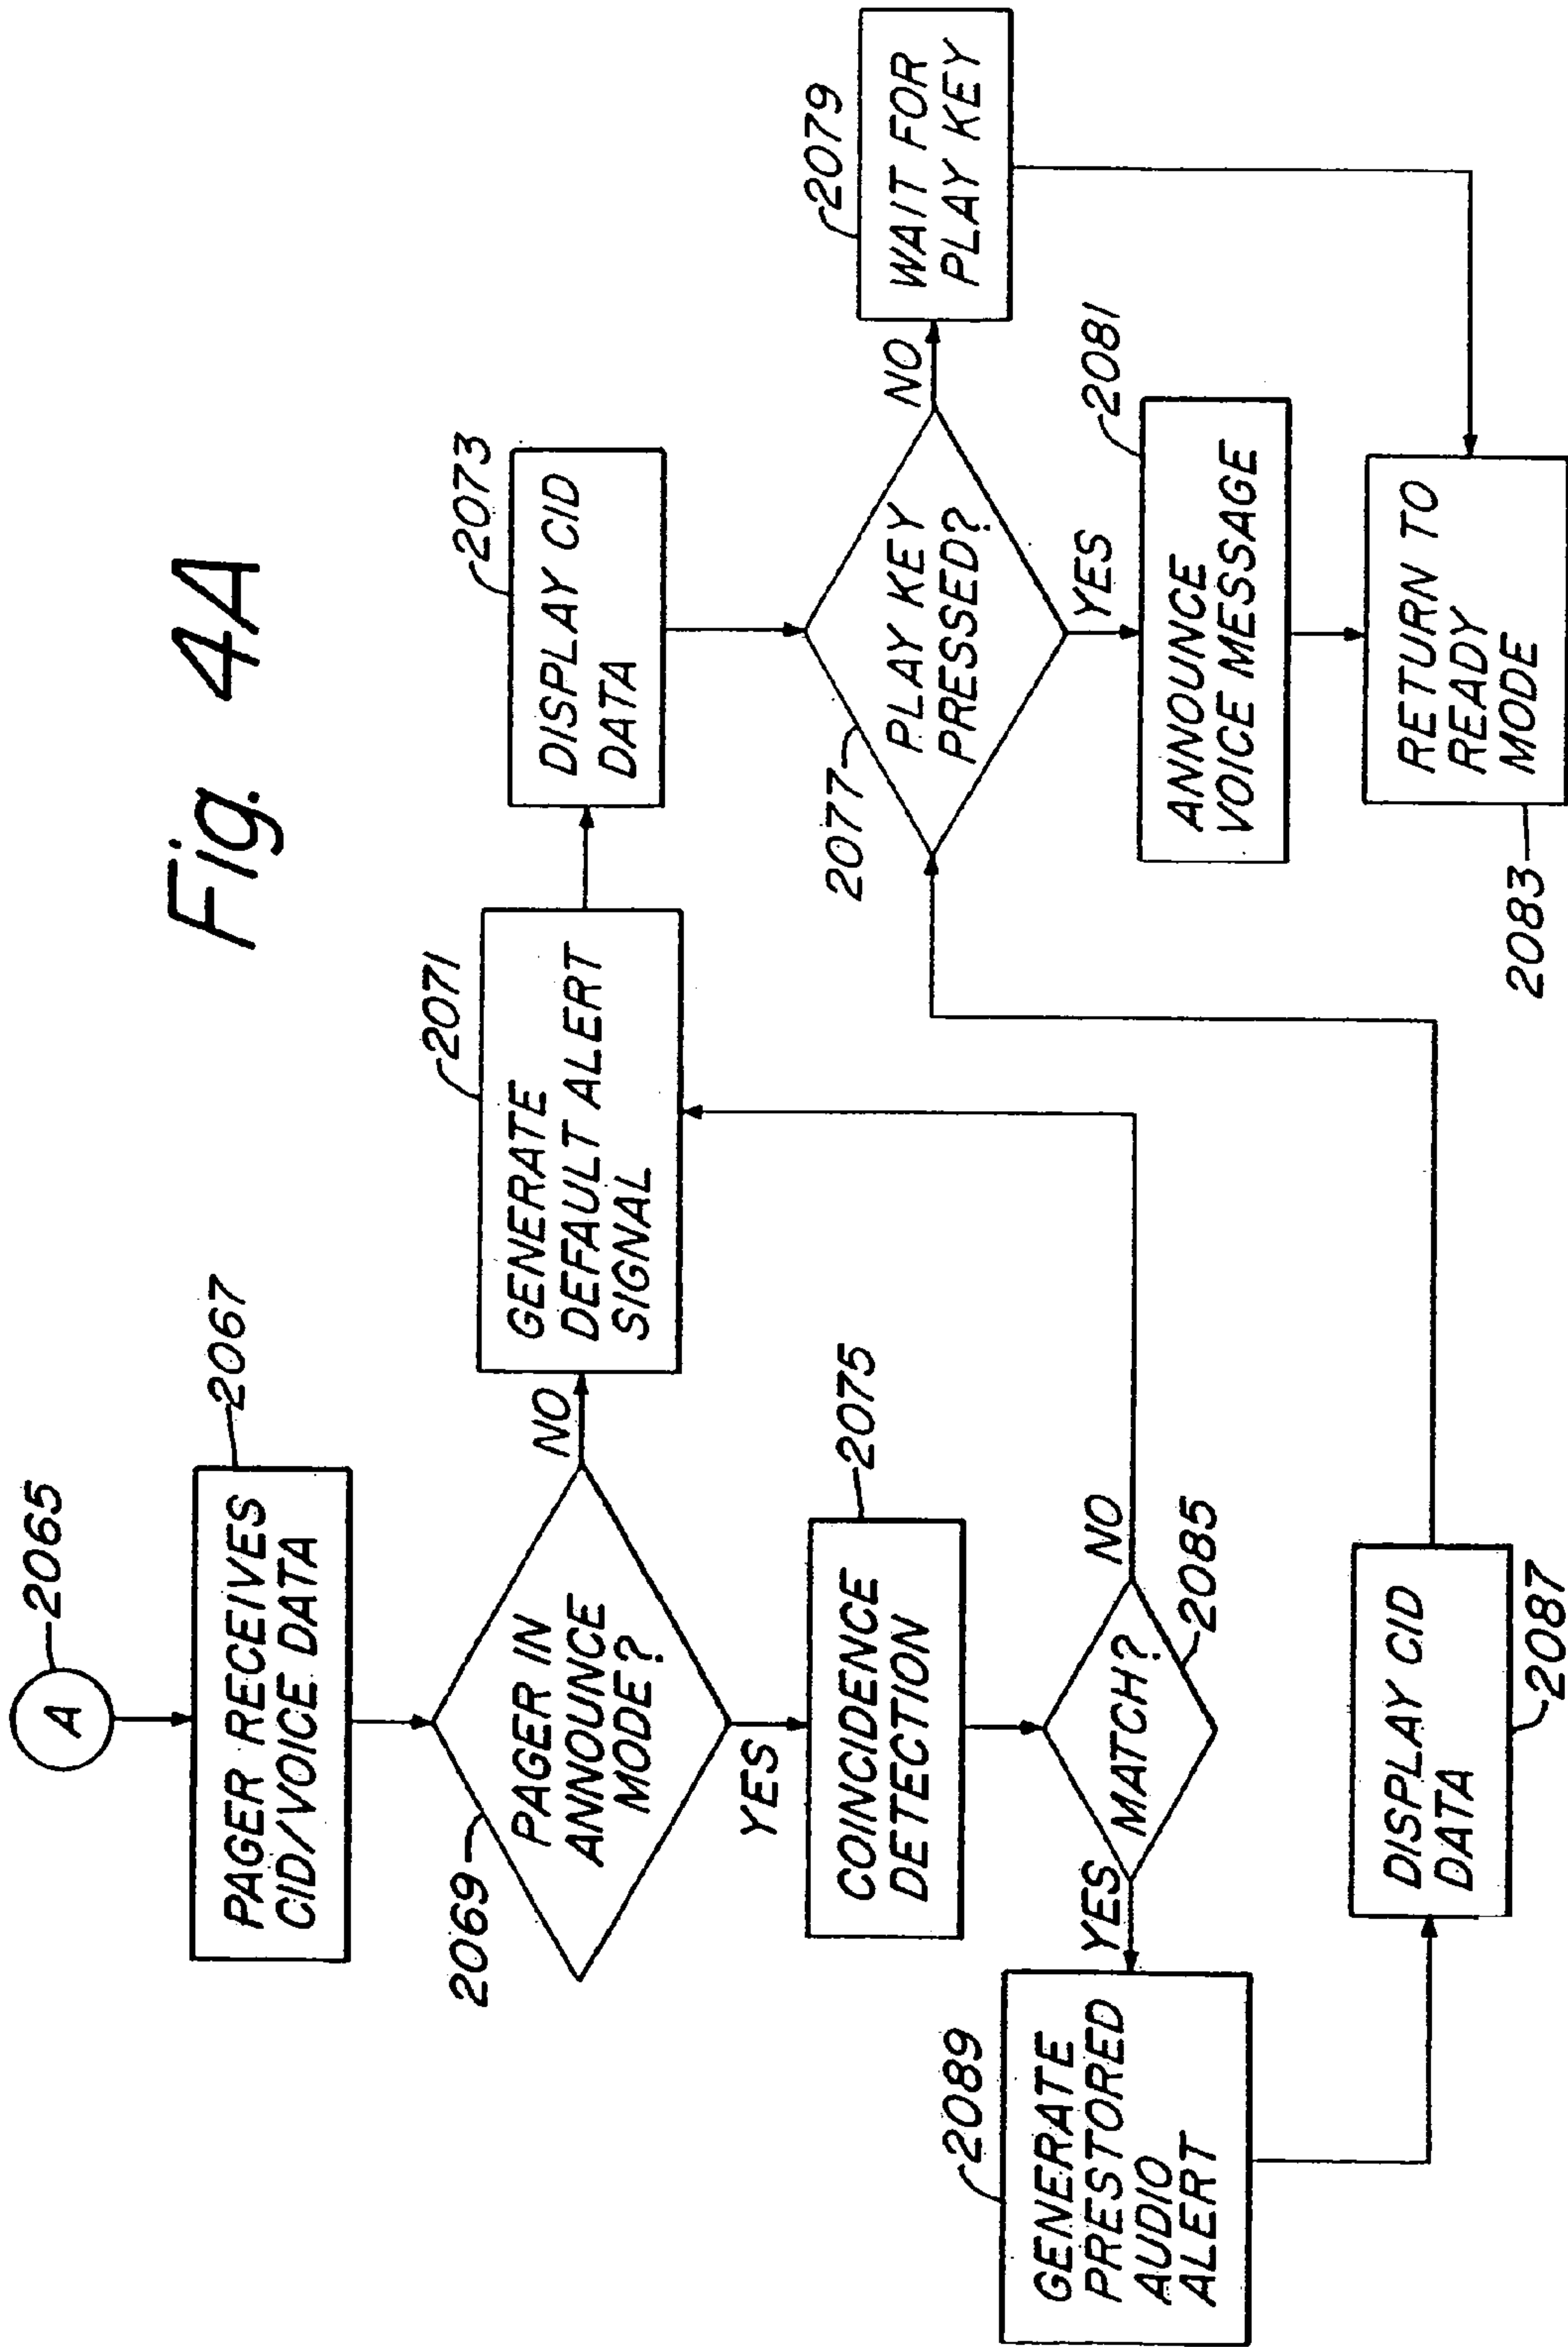 Fig. 4A
A
2065
PAGER RECEIVES
CID/VOICE DATA
2067
PAGER IN
ANNOUNCE
MODE?
2069
NO
YES
GENERATE
DEFAULT ALERT
SIGNAL
2071
DISPLAY CID
DATA
2073
COINCIDENCE
DETECTION
2075
MATCH?
2085
NO
YES
GENERATE
PRESTORED
AUDIO
ALERT
2089
DISPLAY CID
DATA
2087
PLAY KEY
PRESSED?
2077
NO
YES
WAIT FOR
PLAY KEY
2079
ANNOUNCE
VOICE MESSAGE
2081
RETURN TO
READY
MODE
2083